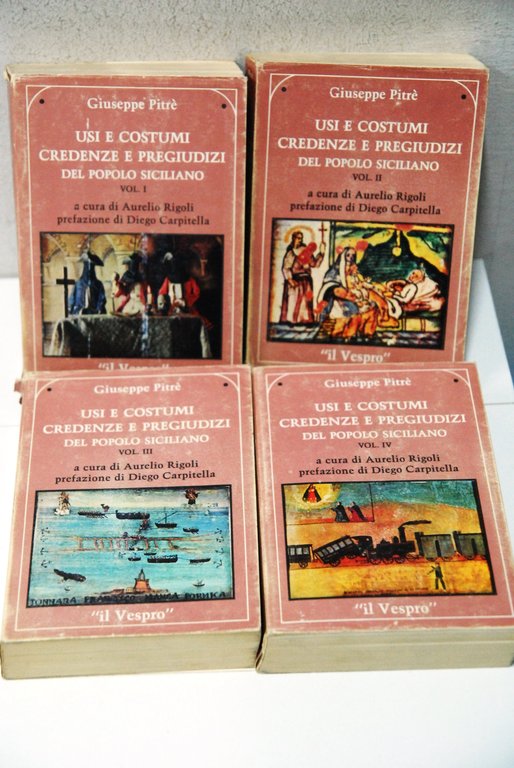 Giuseppe Pitrè
USI E COSTUMI
CREDENZE E PREGIUDIZI
DEL POPOLO SICILIANO
VOL. I
a cura di Aurelio Rigoli
prefazione di Diego Carpitella
"il Vespro"
Giuseppe Pitrè
USI E COSTUMI
CREDENZE E PREGIUDIZI
DEL POPOLO SICILIANO
VOL. II
a cura di Aurelio Rigoli
prefazione di Diego Carpitella
"il Vespro"
Giuseppe Pitrè
USI E COSTUMI
CREDENZE E PREGIUDIZI
DEL POPOLO SICILIANO
VOL. III
a cura di Aurelio Rigoli
prefazione di Diego Carpitella
TONNARA
"il Vespro"
Giuseppe Pitrè
USI E COSTUMI
CREDENZE E PREGIUDIZI
DEL POPOLO SICILIANO
VOL. IV
a cura di Aurelio Rigoli
prefazione di Diego Carpitella
"il Vespro"